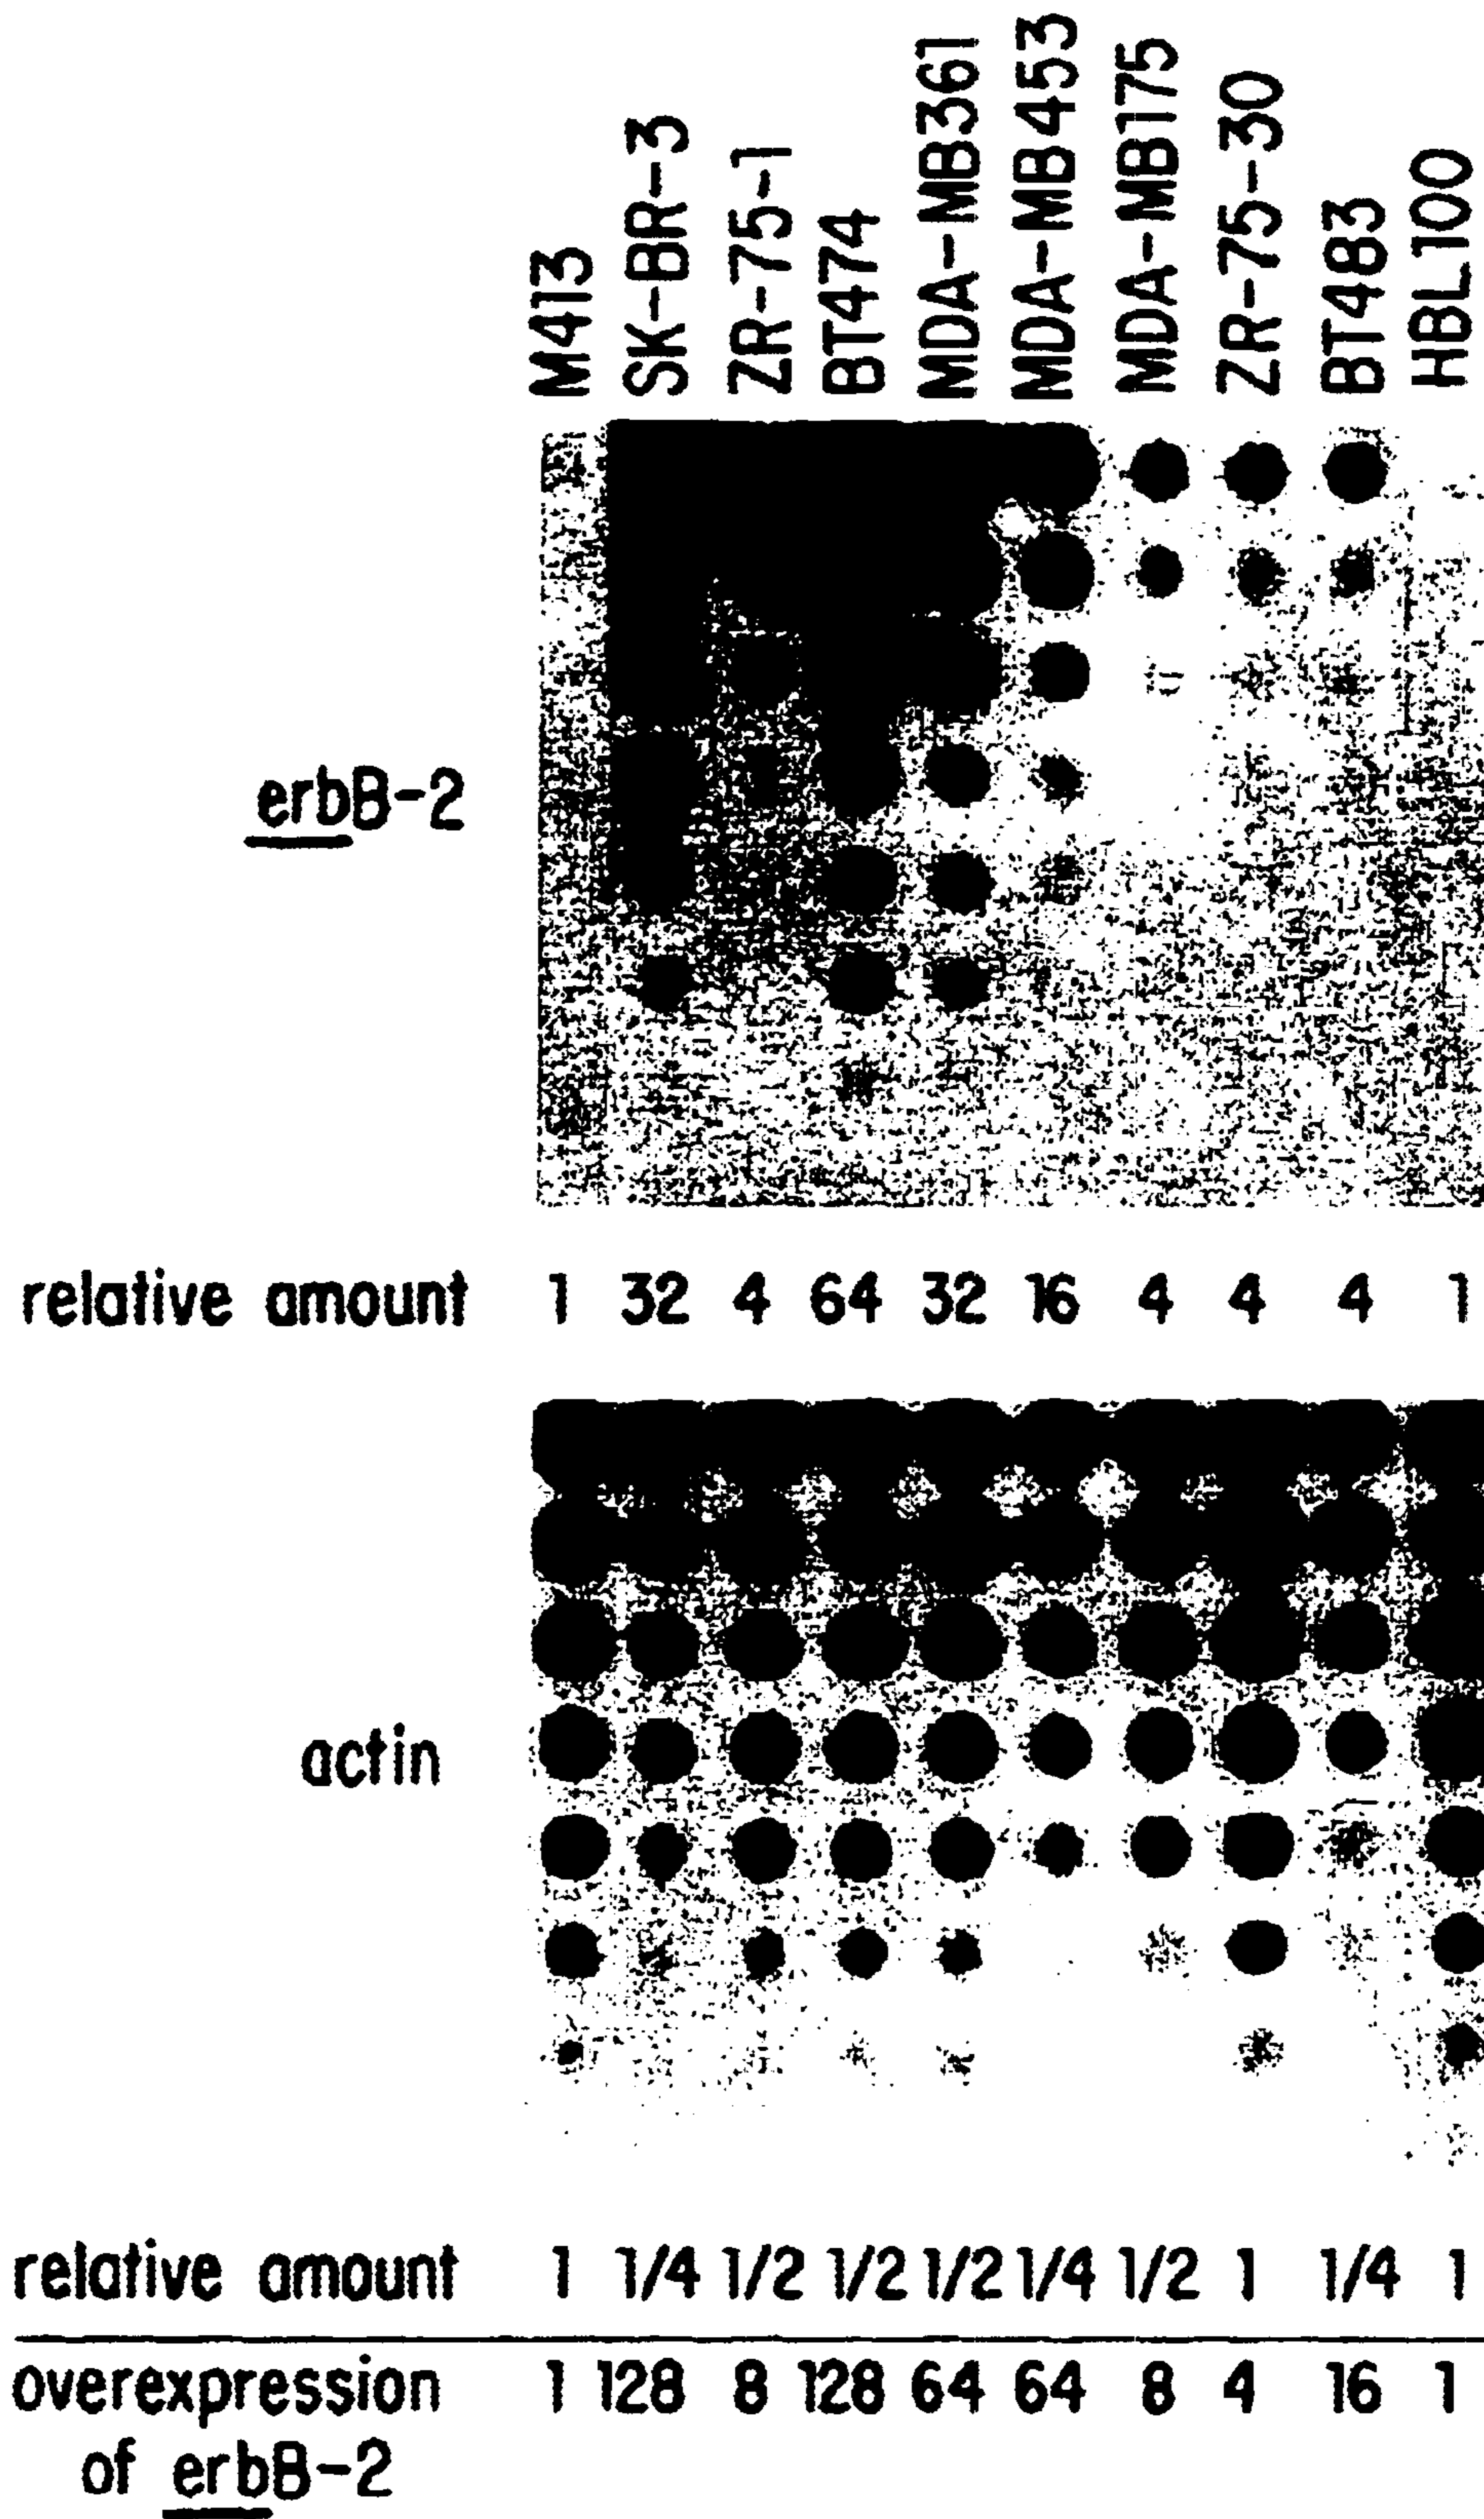 M413
SK-BR-3
ZR-75-1
BT474
MDA-MB361
MDA-MB453
MDA-MB175
ZR-75-30
BT483
HBL100
erbB-2
relative amount 1 32 4 64 32 16 4 4 4 1
actin
relative amount 1 1/4 1/2 1/2 1/2 1/4 1/2 1 1/4 1
overexpression 1 128 8 128 64 64 8 4 16 1
of erbB-2